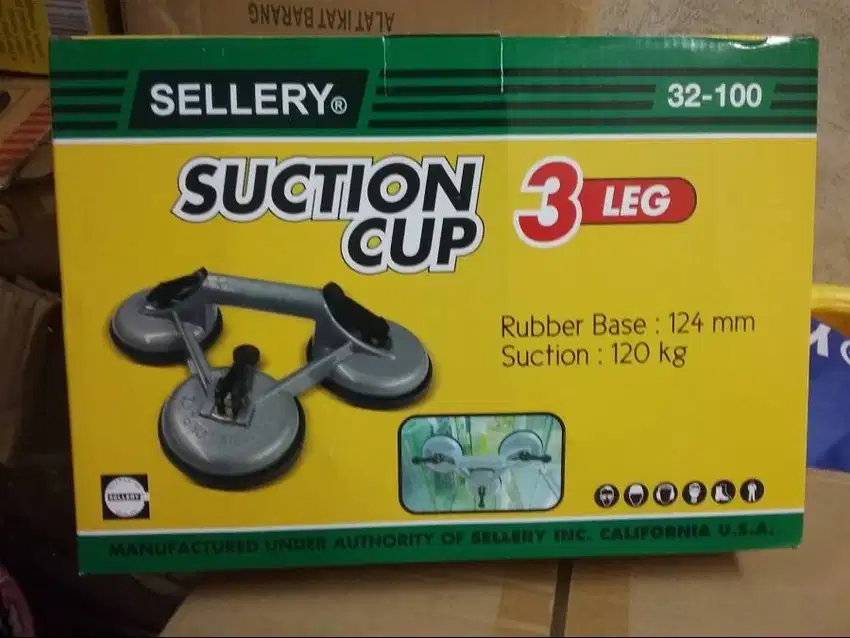 ALAT IKAT BARANG
SELLERY®
32-100
SUCTION
CUP
3 LEG
Rubber Base : 124 mm
Suction : 120 kg
SELLERY
MANUFACTURED UNDER AUTHORITY OF SELLERY INC. CALIFORNIA U.S.A.